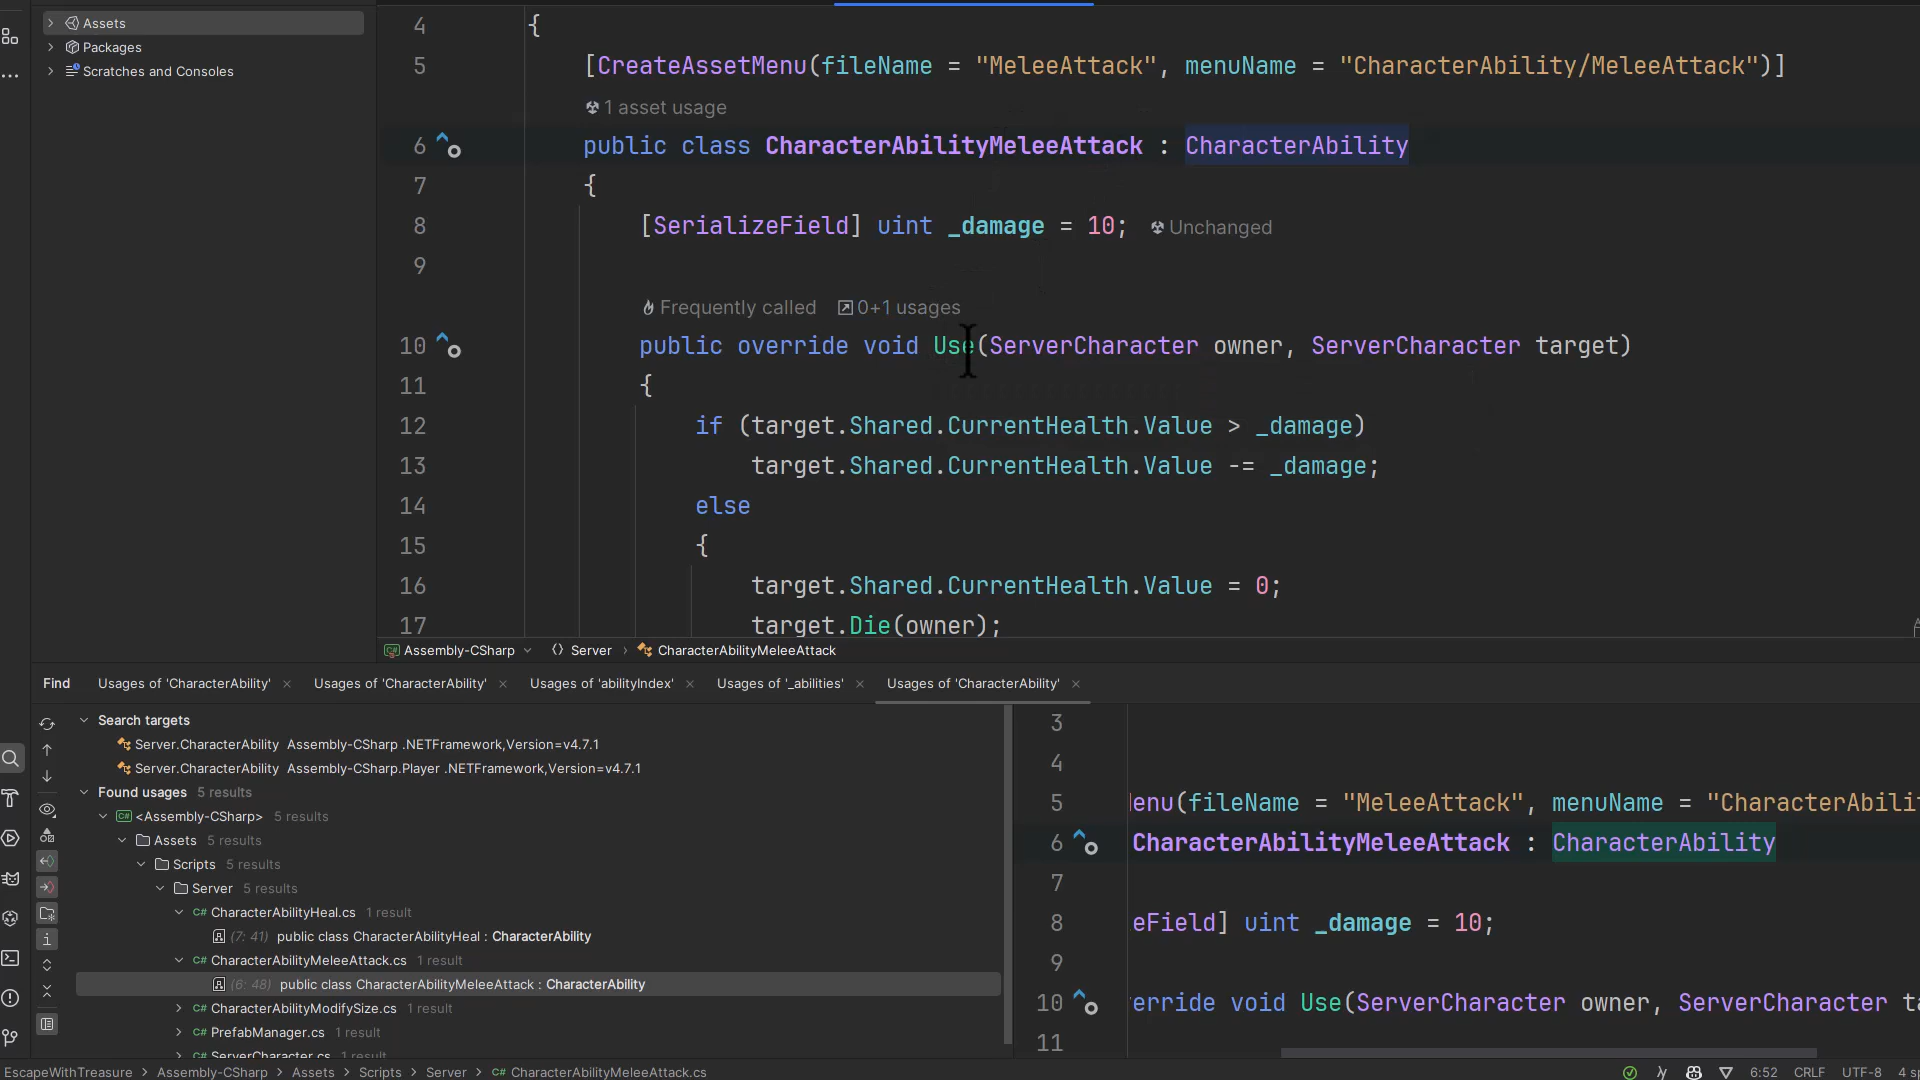 Assets
Packages
Scratches and Consoles
4 {
5 [CreateAssetMenu(fileName = "MeleeAttack", menuName = "CharacterAbility/MeleeAttack")]
1 asset usage
6 public class CharacterAbilityMeleeAttack : CharacterAbility
7 {
8 [SerializeField] uint _damage = 10; Unchanged
9
Frequently called 0+1 usages
10 public override void Use(ServerCharacter owner, ServerCharacter target)
11 {
12 if (target.Shared.CurrentHealth.Value > _damage)
13 target.Shared.CurrentHealth.Value -= _damage;
14 else
15 {
16 target.Shared.CurrentHealth.Value = 0;
17 target.Die(owner);
Assembly-CSharp Server CharacterAbilityMeleeAttack
Find Usages of 'CharacterAbility' Usages of 'CharacterAbility' Usages of 'abilityIndex' Usages of '_abilities' Usages of 'CharacterAbility'
Search targets
Server.CharacterAbility Assembly-CSharp .NETFramework,Version=v4.7.1
Server.CharacterAbility Assembly-CSharp.Player .NETFramework,Version=v4.7.1
Found usages 5 results
<Assembly-CSharp> 5 results
Assets 5 results
Scripts 5 results
Server 5 results
C# CharacterAbilityHeal.cs 1 result
(7: 41) public class CharacterAbilityHeal : CharacterAbility
C# CharacterAbilityMeleeAttack.cs 1 result
(6: 48) public class CharacterAbilityMeleeAttack : CharacterAbility
C# CharacterAbilityModifySize.cs 1 result
C# PrefabManager.cs 1 result
C# ServerCharacter.cs 1 result
3
4
5 enu(fileName = "MeleeAttack", menuName = "CharacterAbili
6 CharacterAbilityMeleeAttack : CharacterAbility
7
8 eField] uint _damage = 10;
9
10 erride void Use(ServerCharacter owner, ServerCharacter ta
11
EscapeWithTreasure > Assembly-CSharp > Assets > Scripts > Server > C# CharacterAbilityMeleeAttack.cs 6:52 CRLF UTF-8 4 sp